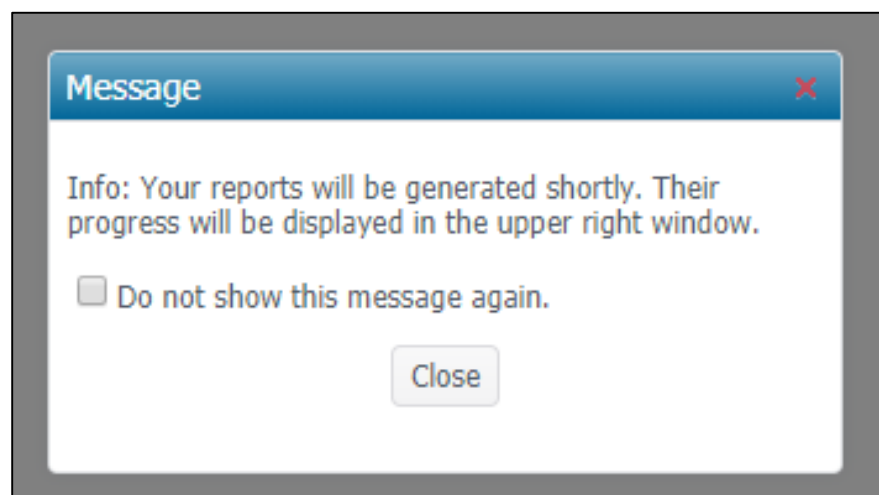 Message
Info: Your reports will be generated shortly. Their
progress will be displayed in the upper right window.
Do not show this message again.
Close